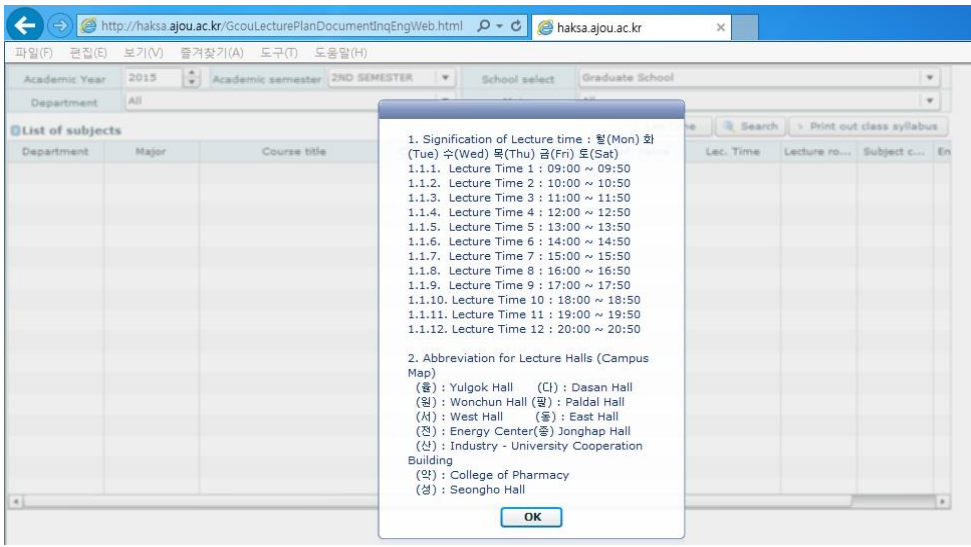 http://haksa.ajou.ac.kr/GcouLecturePlanDocumentInqEngWeb.html haksa.ajou.ac.kr
파일(F) 편집(E) 보기(V) 즐겨찾기(A) 도구(T) 도움말(H)
Academic Year 2015 Academic semester 2ND SEMESTER School select Graduate School
Department All
List of subjects Search Print out class syllabus
Department Major Course title Lec. Time Lecture ro... Subject c... En
1. Signification of Lecture time : 월(Mon) 화
(Tue) 수(Wed) 목(Thu) 금(Fri) 토(Sat)
1.1.1. Lecture Time 1 : 09:00 ~ 09:50
1.1.2. Lecture Time 2 : 10:00 ~ 10:50
1.1.3. Lecture Time 3 : 11:00 ~ 11:50
1.1.4. Lecture Time 4 : 12:00 ~ 12:50
1.1.5. Lecture Time 5 : 13:00 ~ 13:50
1.1.6. Lecture Time 6 : 14:00 ~ 14:50
1.1.7. Lecture Time 7 : 15:00 ~ 15:50
1.1.8. Lecture Time 8 : 16:00 ~ 16:50
1.1.9. Lecture Time 9 : 17:00 ~ 17:50
1.1.10. Lecture Time 10 : 18:00 ~ 18:50
1.1.11. Lecture Time 11 : 19:00 ~ 19:50
1.1.12. Lecture Time 12 : 20:00 ~ 20:50
2. Abbreviation for Lecture Halls (Campus
Map)
(율) : Yulgok Hall (다) : Dasan Hall
(원) : Wonchun Hall (팔) : Paldal Hall
(서) : West Hall (동) : East Hall
(전) : Energy Center(종) Jonghap Hall
(산) : Industry - University Cooperation
Building
(약) : College of Pharmacy
(성) : Seongho Hall
OK